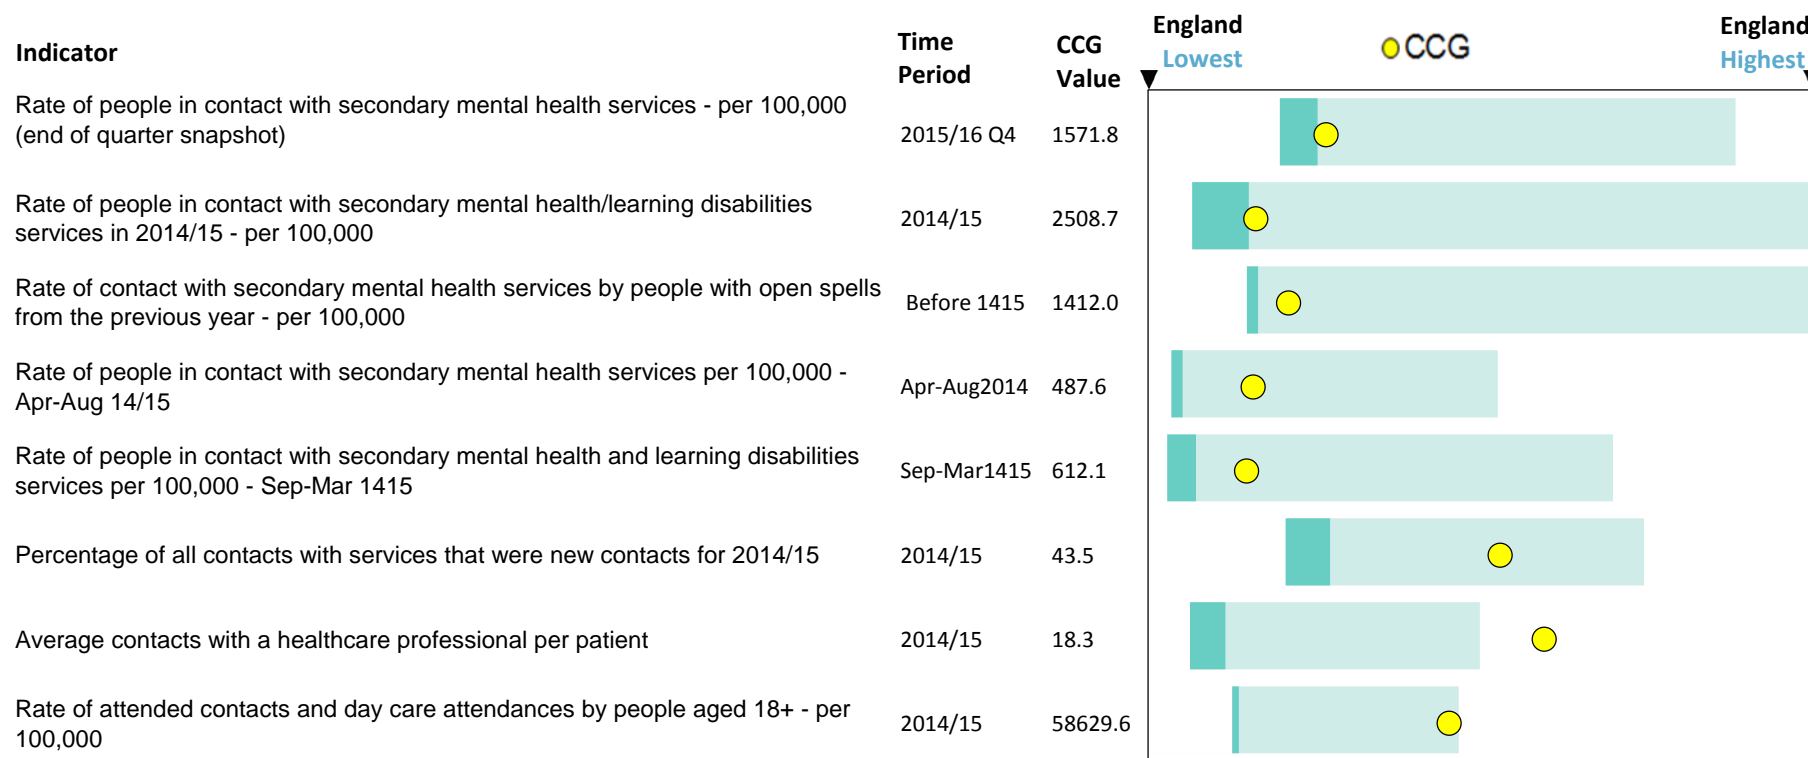 Indicator
Time Period
CCG Value
England Lowest
CCG
England Highest
Rate of people in contact with secondary mental health services - per 100,000
(end of quarter snapshot)
2015/16 Q4 1571.8
Rate of people in contact with secondary mental health/learning disabilities
services in 2014/15 - per 100,000
2014/15 2508.7
Rate of contact with secondary mental health services by people with open spells
from the previous year - per 100,000
Before 1415 1412.0
Rate of people in contact with secondary mental health services per 100,000 -
Apr-Aug 14/15
Apr-Aug2014 487.6
Rate of people in contact with secondary mental health and learning disabilities
services per 100,000 - Sep-Mar 1415
Sep-Mar1415 612.1
Percentage of all contacts with services that were new contacts for 2014/15
2014/15 43.5
Average contacts with a healthcare professional per patient
2014/15 18.3
Rate of attended contacts and day care attendances by people aged 18+ - per
100,000
2014/15 58629.6